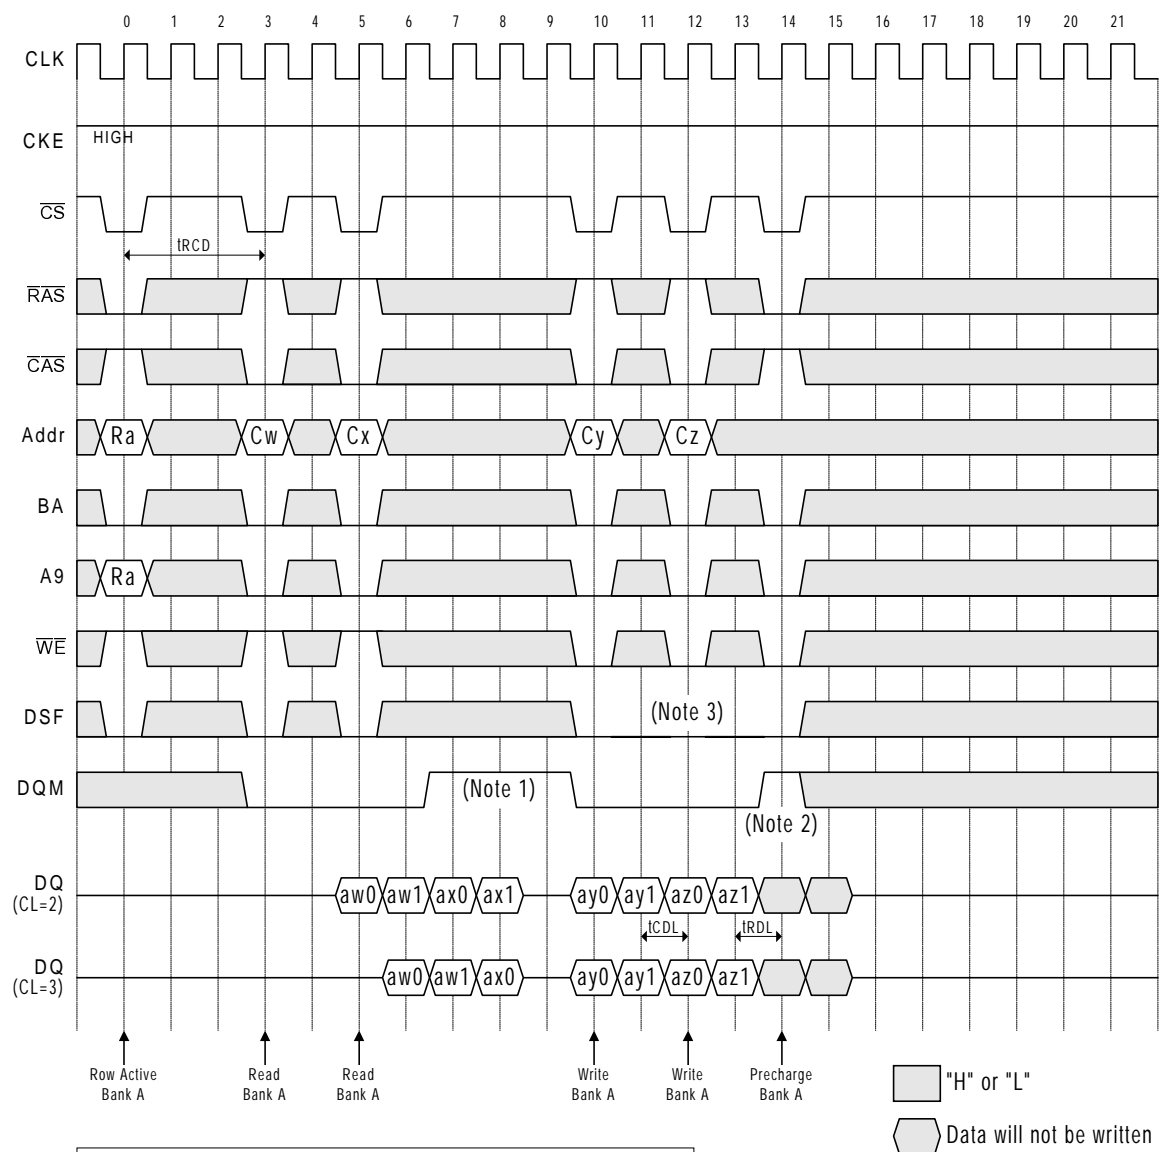 0 1 2 3 4 5 6 7 8 9 10 11 12 13 14 15 16 17 18 19 20 21
CLK
CKE HIGH
CS
tRCD
RAS
CAS
Addr Ra Cw Cx Cy Cz
BA
A9 Ra
WE
DSF (Note 3)
DQM (Note 1)
(Note 2)
DQ
(CL=2) aw0 aw1 ax0 ax1 ay0 ay1 az0 az1
tCDL tRDL
DQ
(CL=3) aw0 aw1 ax0 ay0 ay1 az0 az1
Row Active Read Read Write Write Precharge
Bank A Bank A Bank A Bank A Bank A Bank A
"H" or "L"
Data will not be written